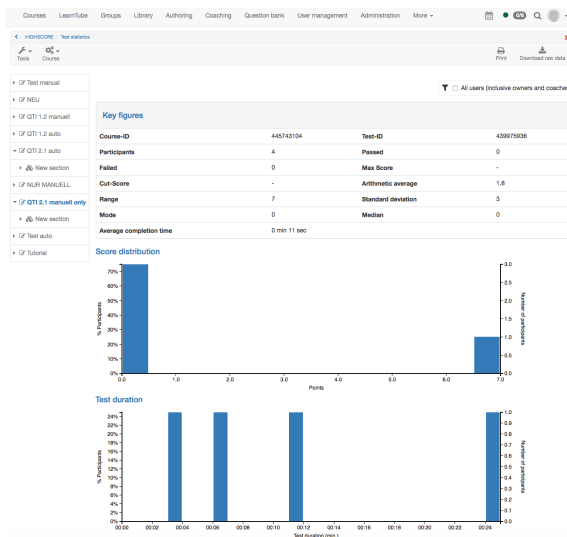 Courses LearnTube Groups Library Authoring Coaching Question bank User management Administration More 0/0
HIGHSCORE / Test statistics
Tools Course Print Download raw data
Test manual
NEU
QTI 1.2 manuell
QTI 1.2 auto
QTI 2.1 auto
New section
NUR MANUELL
QTI 2.1 manuell only
New section
Test auto
Tutorial
All users (inclusive owners and coaches
Key figures
Course-ID 445743104 Test-ID 439975936
Participants 4 Passed 0
Failed 0 Max Score -
Cut-Score - Arithmetic average 1.8
Range 7 Standard deviation 3
Mode 0 Median 0
Average completion time 0 min 11 sec
Score distribution
% Participants
70%
60%
50%
40%
30%
20%
10%
0%
3.0
2.5
2.0
1.5
1.0
0.5
0.0
Number of participants
0.0 1.0 2.0 3.0 4.0 5.0 6.0 7.0
Points
Test duration
% Participants
24%
22%
20%
18%
16%
14%
12%
10%
8%
6%
4%
2%
0%
1.0
0.9
0.8
0.7
0.6
0.5
0.4
0.3
0.2
0.1
0.0
Number of participants
00:00 00:02 00:04 00:06 00:08 00:10 00:12 00:14 00:16 00:18 00:20 00:22 00:24
Test duration (min.)